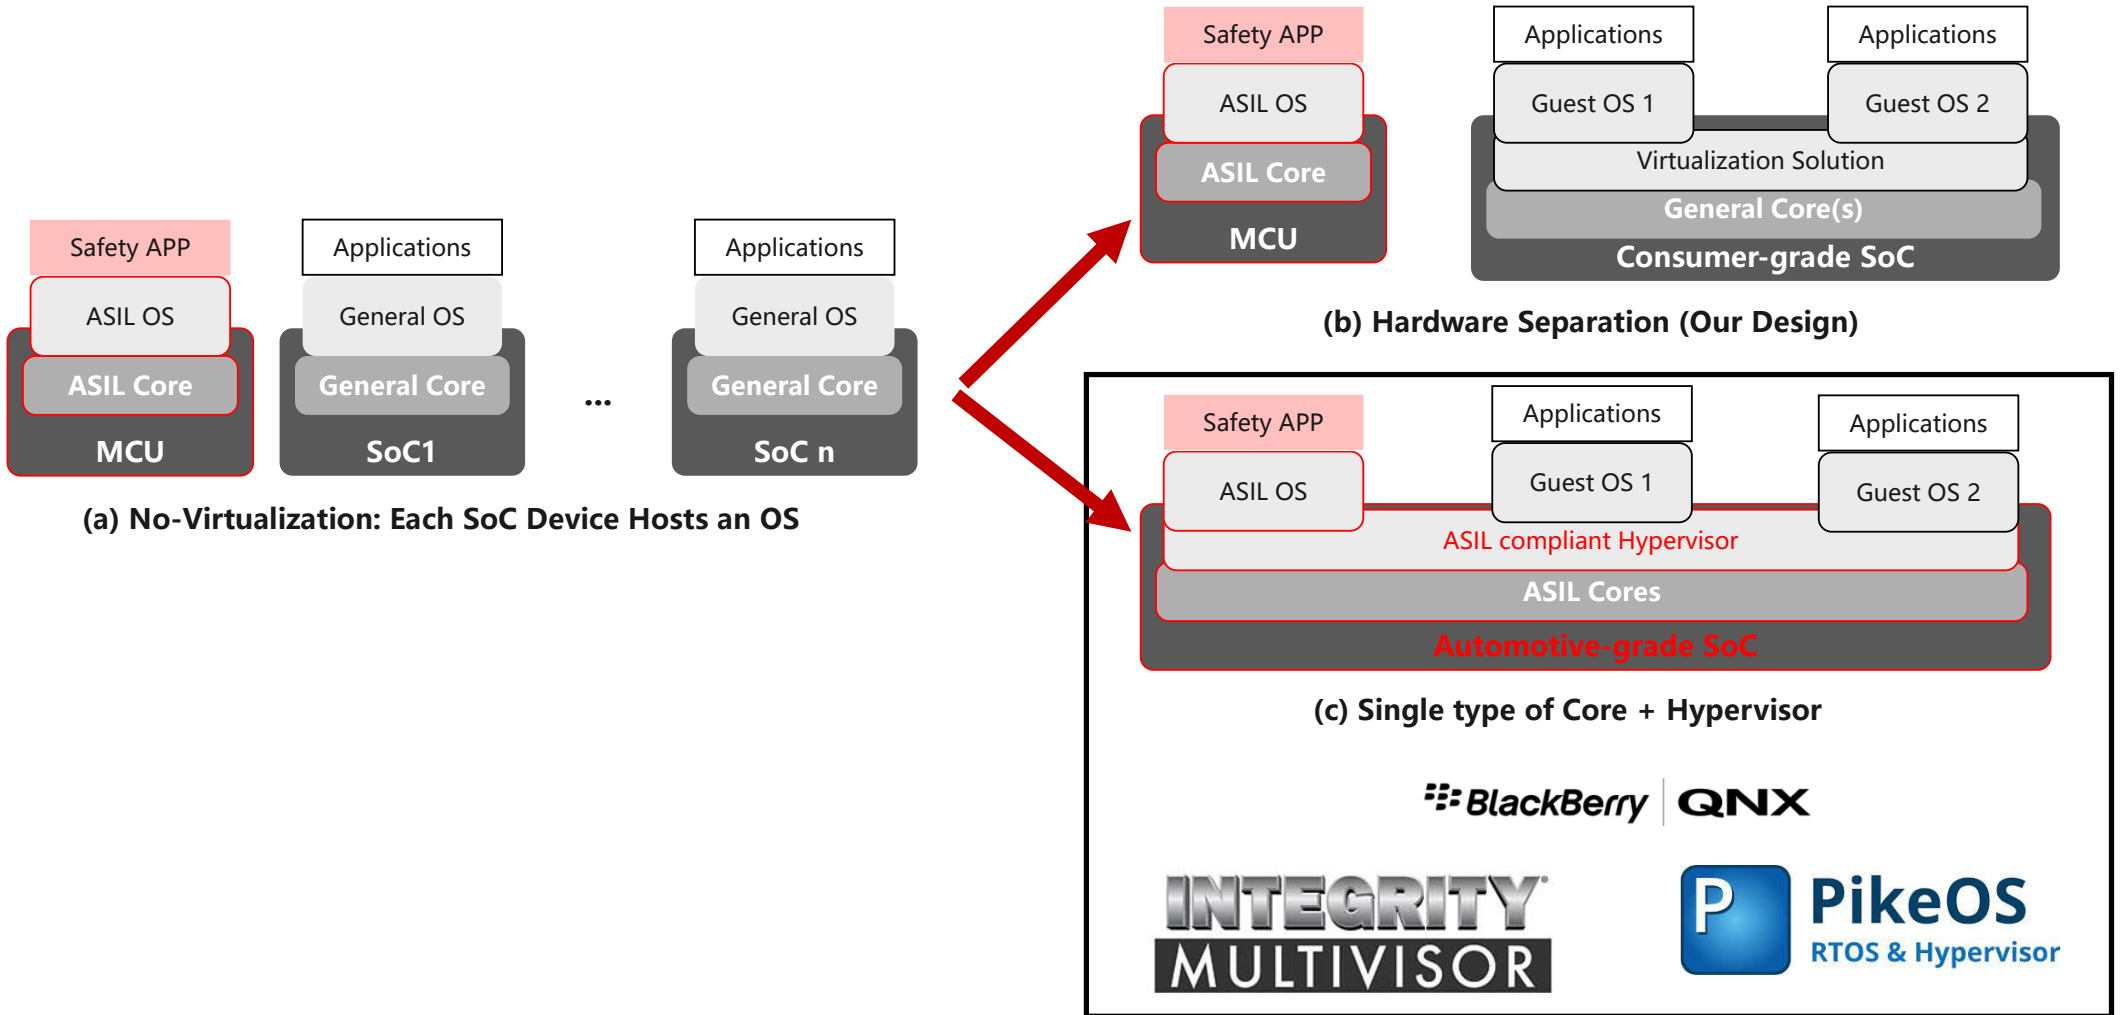 Safety APP
ASIL OS
ASIL Core
MCU
Applications
General OS
General Core
SoC1
...
Applications
General OS
General Core
SoC n
(a) No-Virtualization: Each SoC Device Hosts an OS
Safety APP
ASIL OS
ASIL Core
MCU
Applications
Guest OS 1
Applications
Guest OS 2
Virtualization Solution
General Core(s)
Consumer-grade SoC
(b) Hardware Separation (Our Design)
Safety APP
ASIL OS
Applications
Guest OS 1
Applications
Guest OS 2
ASIL compliant Hypervisor
ASIL Cores
Automotive-grade SoC
(c) Single type of Core + Hypervisor
BlackBerry QNX
INTEGRITY
MULTIVISOR
P
PikeOS
RTOS & Hypervisor